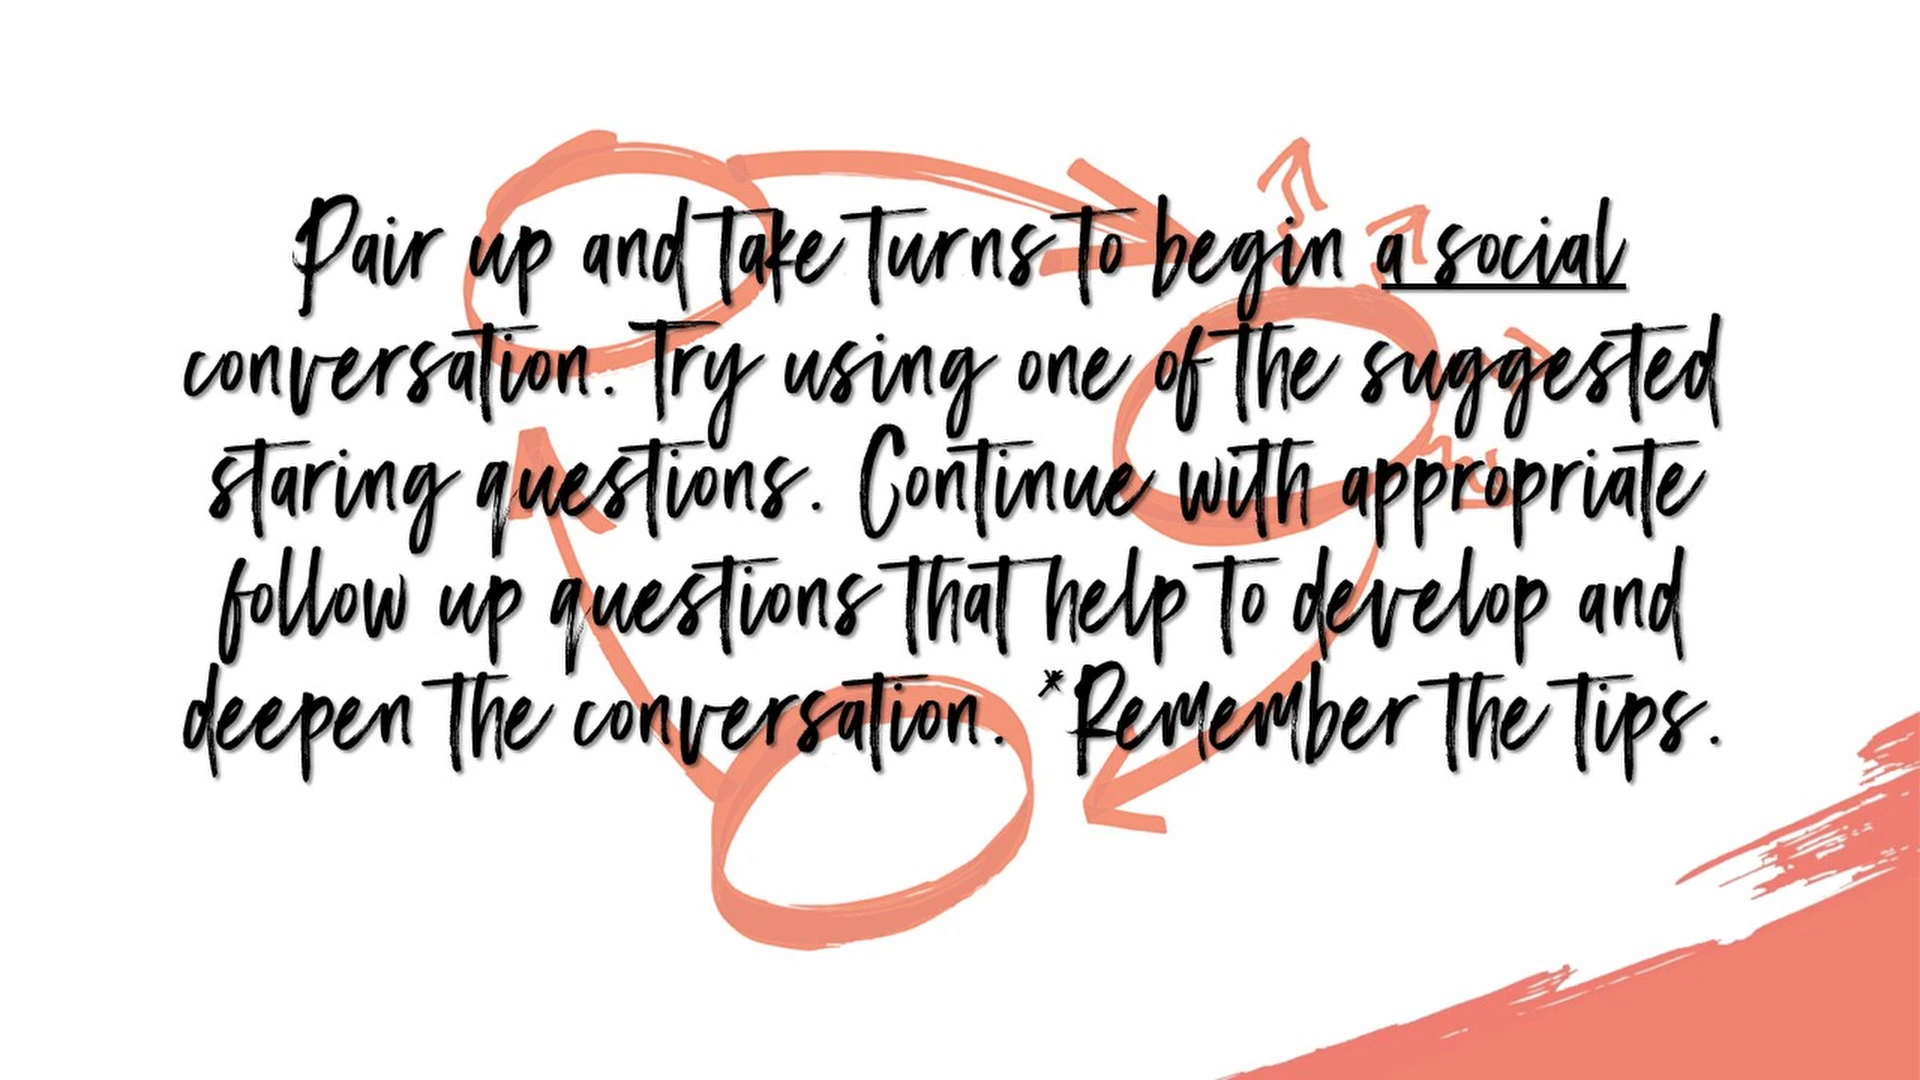 Pair up and take turns to begin a social
conversation. Try using one of the suggested
staring questions. Continue with appropriate
follow up questions that help to develop and
deepen the conversation. *Remember the tips.